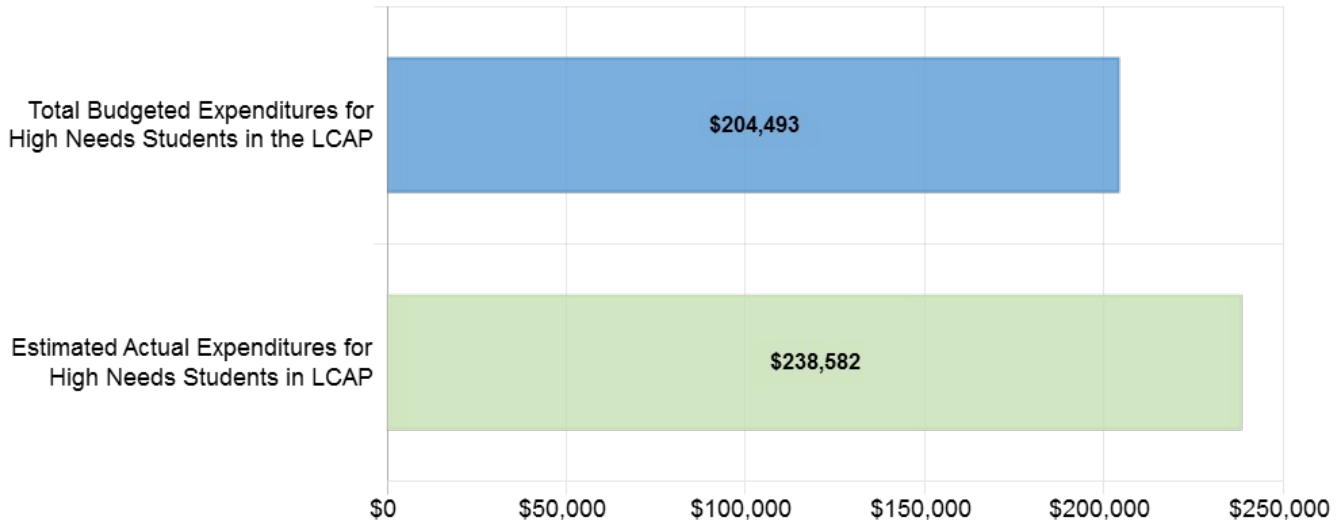 Total Budgeted Expenditures for
High Needs Students in the LCAP
$204,493
Estimated Actual Expenditures for
High Needs Students in LCAP
$238,582
$0 $50,000 $100,000 $150,000 $200,000 $250,000